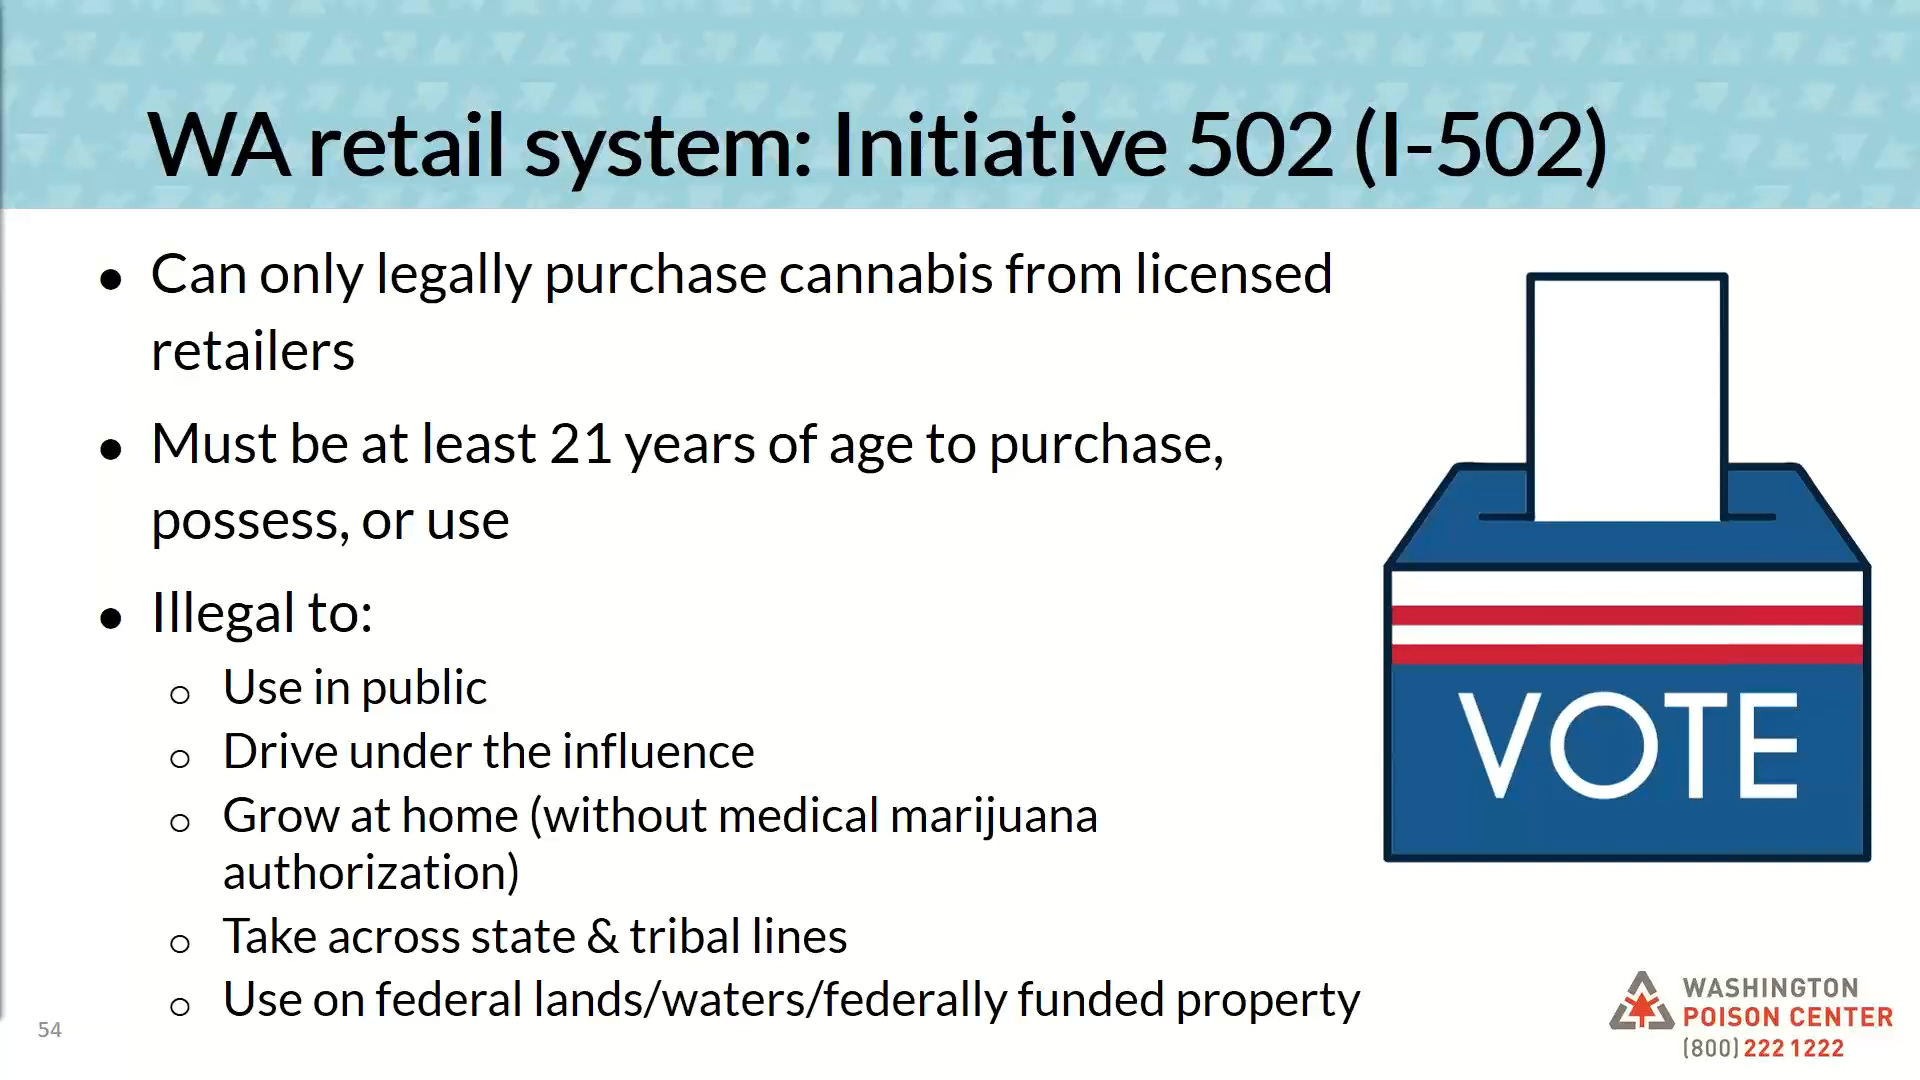 WA retail system: Initiative 502 (I-502)
● Can only legally purchase cannabis from licensed
retailers
● Must be at least 21 years of age to purchase,
possess, or use
● Illegal to:
○ Use in public
○ Drive under the influence
○ Grow at home (without medical marijuana
authorization)
○ Take across state & tribal lines
○ Use on federal lands/waters/federally funded property
VOTE
54
WASHINGTON
POISON CENTER
(800) 222 1222